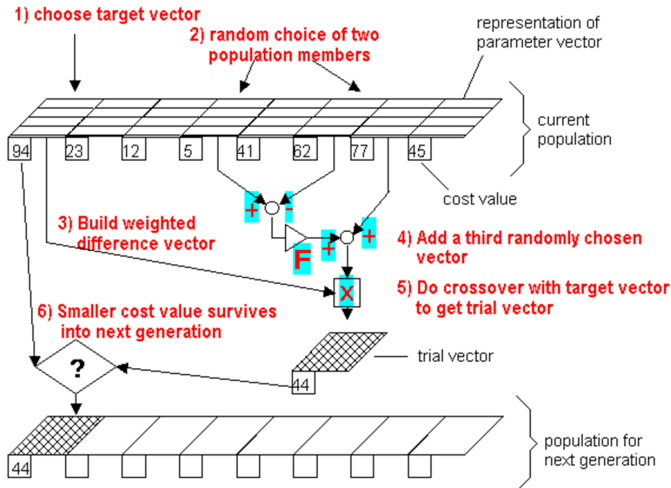 1) choose target vector
2) random choice of two
population members
representation of
parameter vector
current
population
94 23 12 5 41 62 77 45
cost value
+ -
3) Build weighted
difference vector
F + +
4) Add a third randomly chosen
vector
x
5) Do crossover with target vector
to get trial vector
6) Smaller cost value survives
into next generation
?
trial vector
44
44
population for
next generation